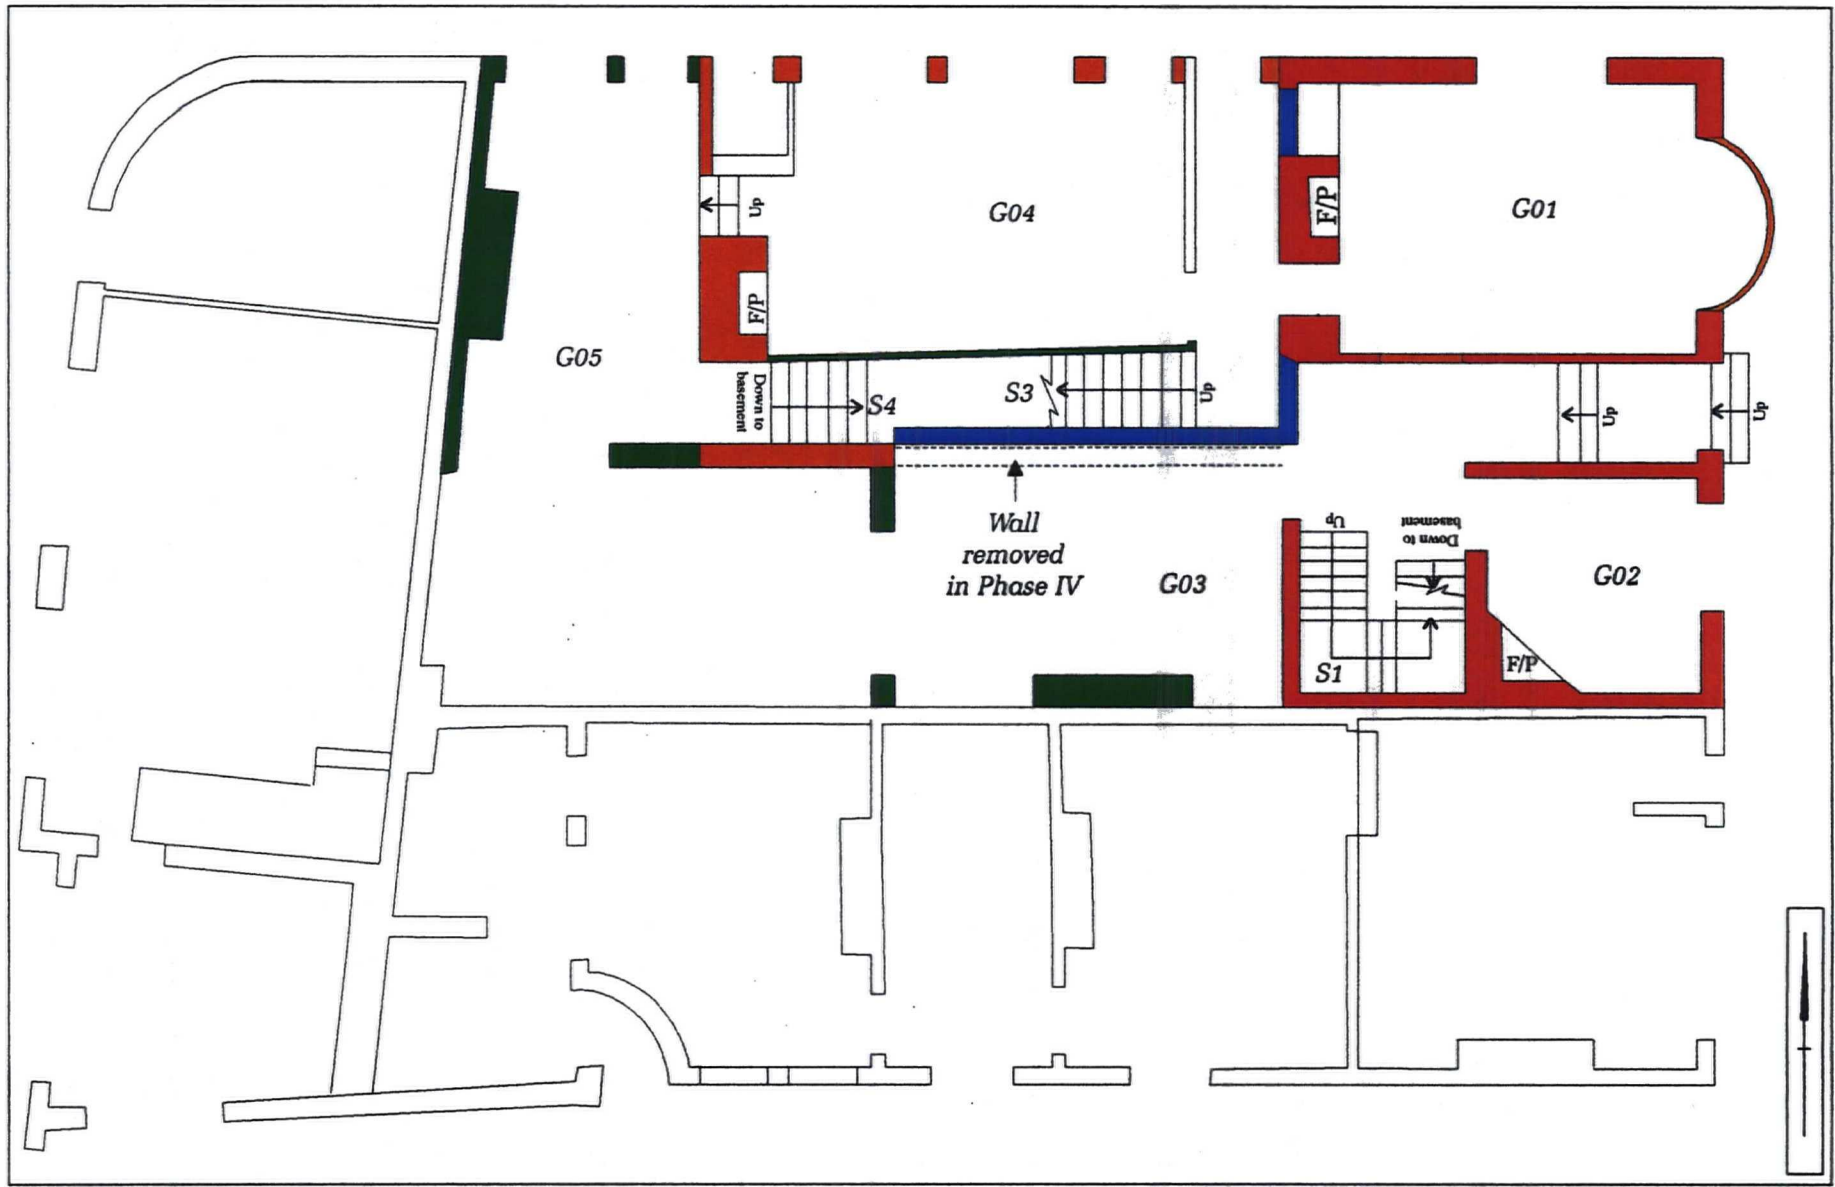 Up
G04
F/P
G01
F/P
G05
Down to
basement
S4
S3
Up
Up
Up
Wall
removed
in Phase IV
G03
Up
Down to
basement
G02
S1
F/P